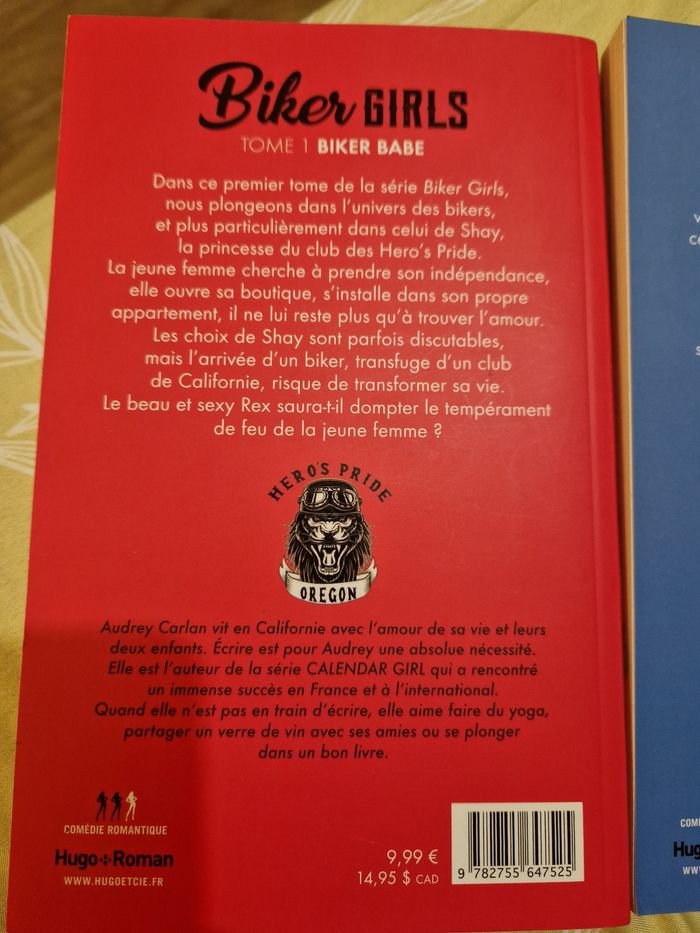 Biker GIRLS
TOME 1 BIKER BABE
Dans ce premier tome de la série Biker Girls,
nous plongeons dans l'univers des bikers,
et plus particulièrement dans celui de Shay,
la princesse du club des Hero's Pride.
La jeune femme cherche à prendre son indépendance,
elle ouvre sa boutique, s'installe dans son propre
appartement, il ne lui reste plus qu'à trouver l'amour.
Les choix de Shay sont parfois discutables,
mais l'arrivée d'un biker, transfuge d'un club
de Californie, risque de transformer sa vie.
Le beau et sexy Rex saura-t-il dompter le tempérament
de feu de la jeune femme ?
HERO'S PRIDE
OREGON
Audrey Carlan vit en Californie avec l'amour de sa vie et leurs
deux enfants. Écrire est pour Audrey une absolue nécessité.
Elle est l'auteur de la série CALENDAR GIRL qui a rencontré
un immense succès en France et à l'international.
Quand elle n'est pas en train d'écrire, elle aime faire du yoga,
partager un verre de vin avec ses amies ou se plonger
dans un bon livre.
COMÉDIE ROMANTIQUE
Hugo Roman
WWW.HUGOETCIE.FR
9,99 €
14,95 $ CAD
9 782755 647525